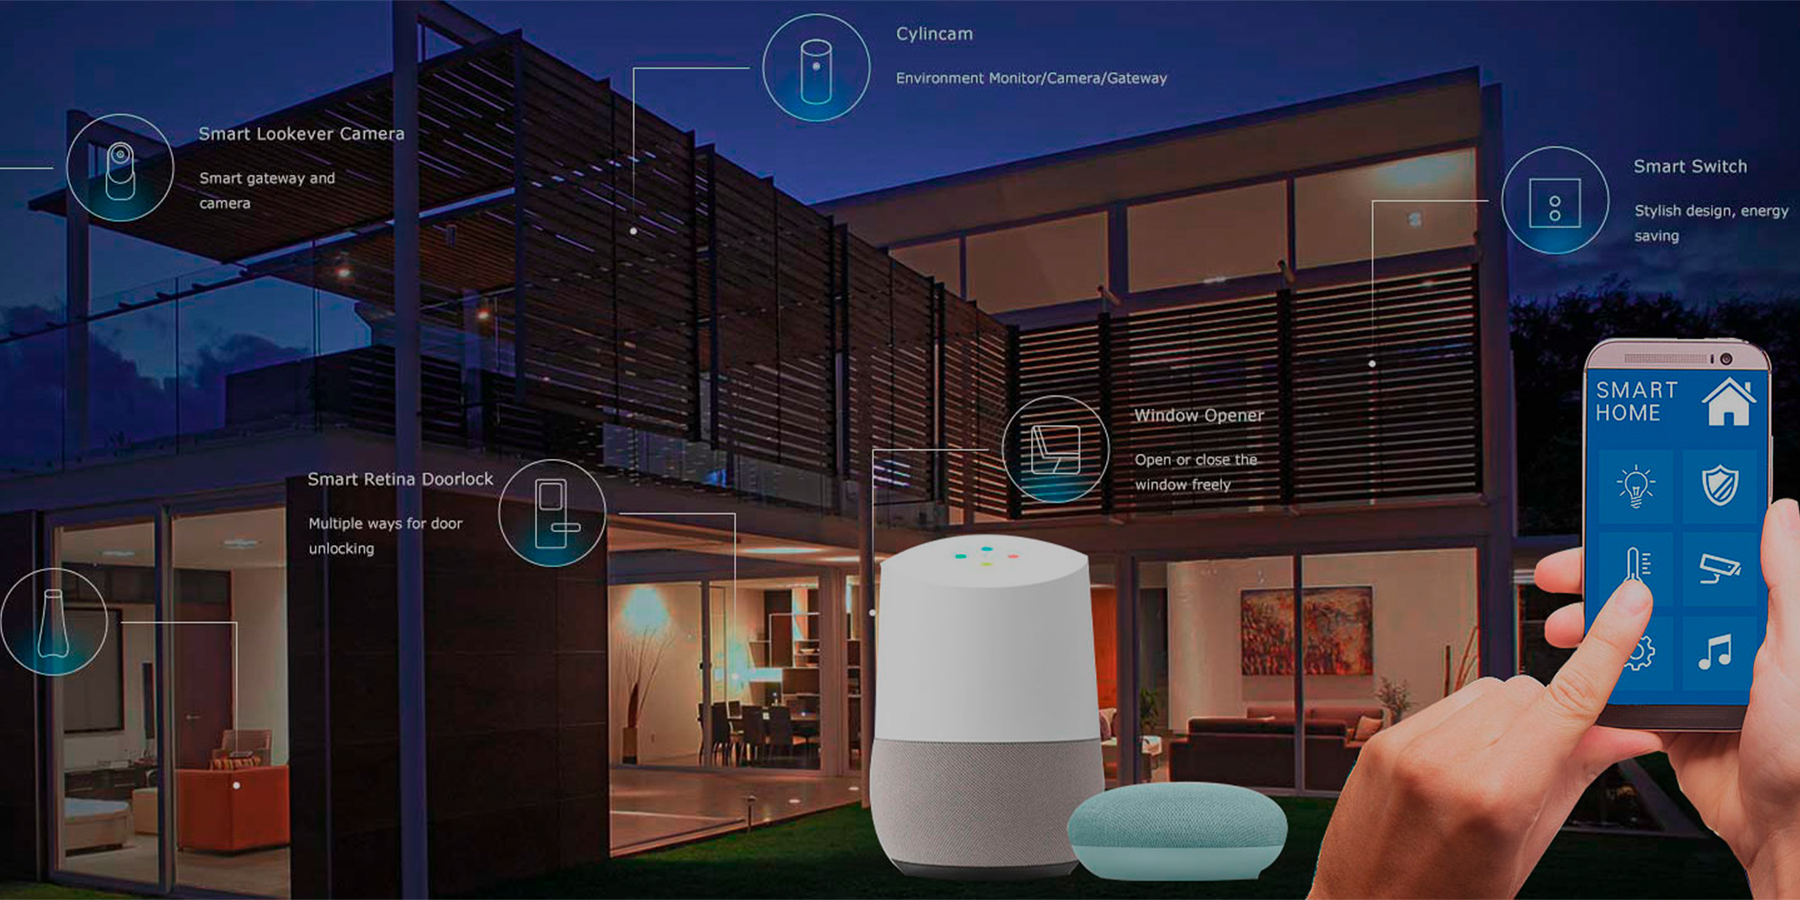 Cylincam
Environment Monitor/Camera/Gateway
Smart Lookever Camera
Smart gateway and
camera
Smart Switch
Stylish design, energy
saving
SMART
HOME
Window Opener
Open or close the
window freely
Smart Retina Doorlock
Multiple ways for door
unlocking